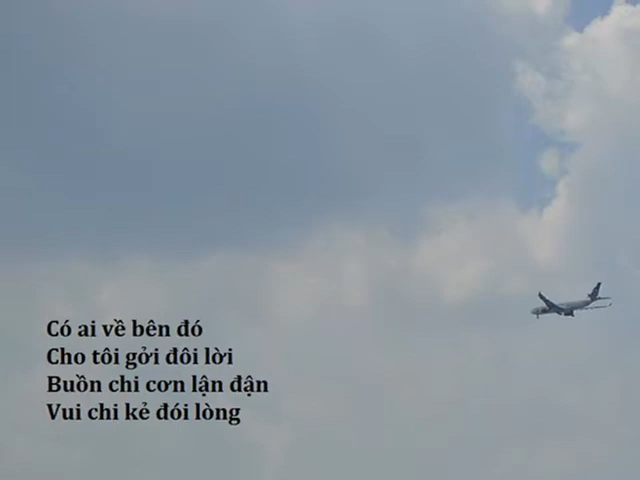 Có ai về bên đó
Cho tôi gởi đôi lời
Buồn chi cơn lận đận
Vui chi kẻ đói lòng